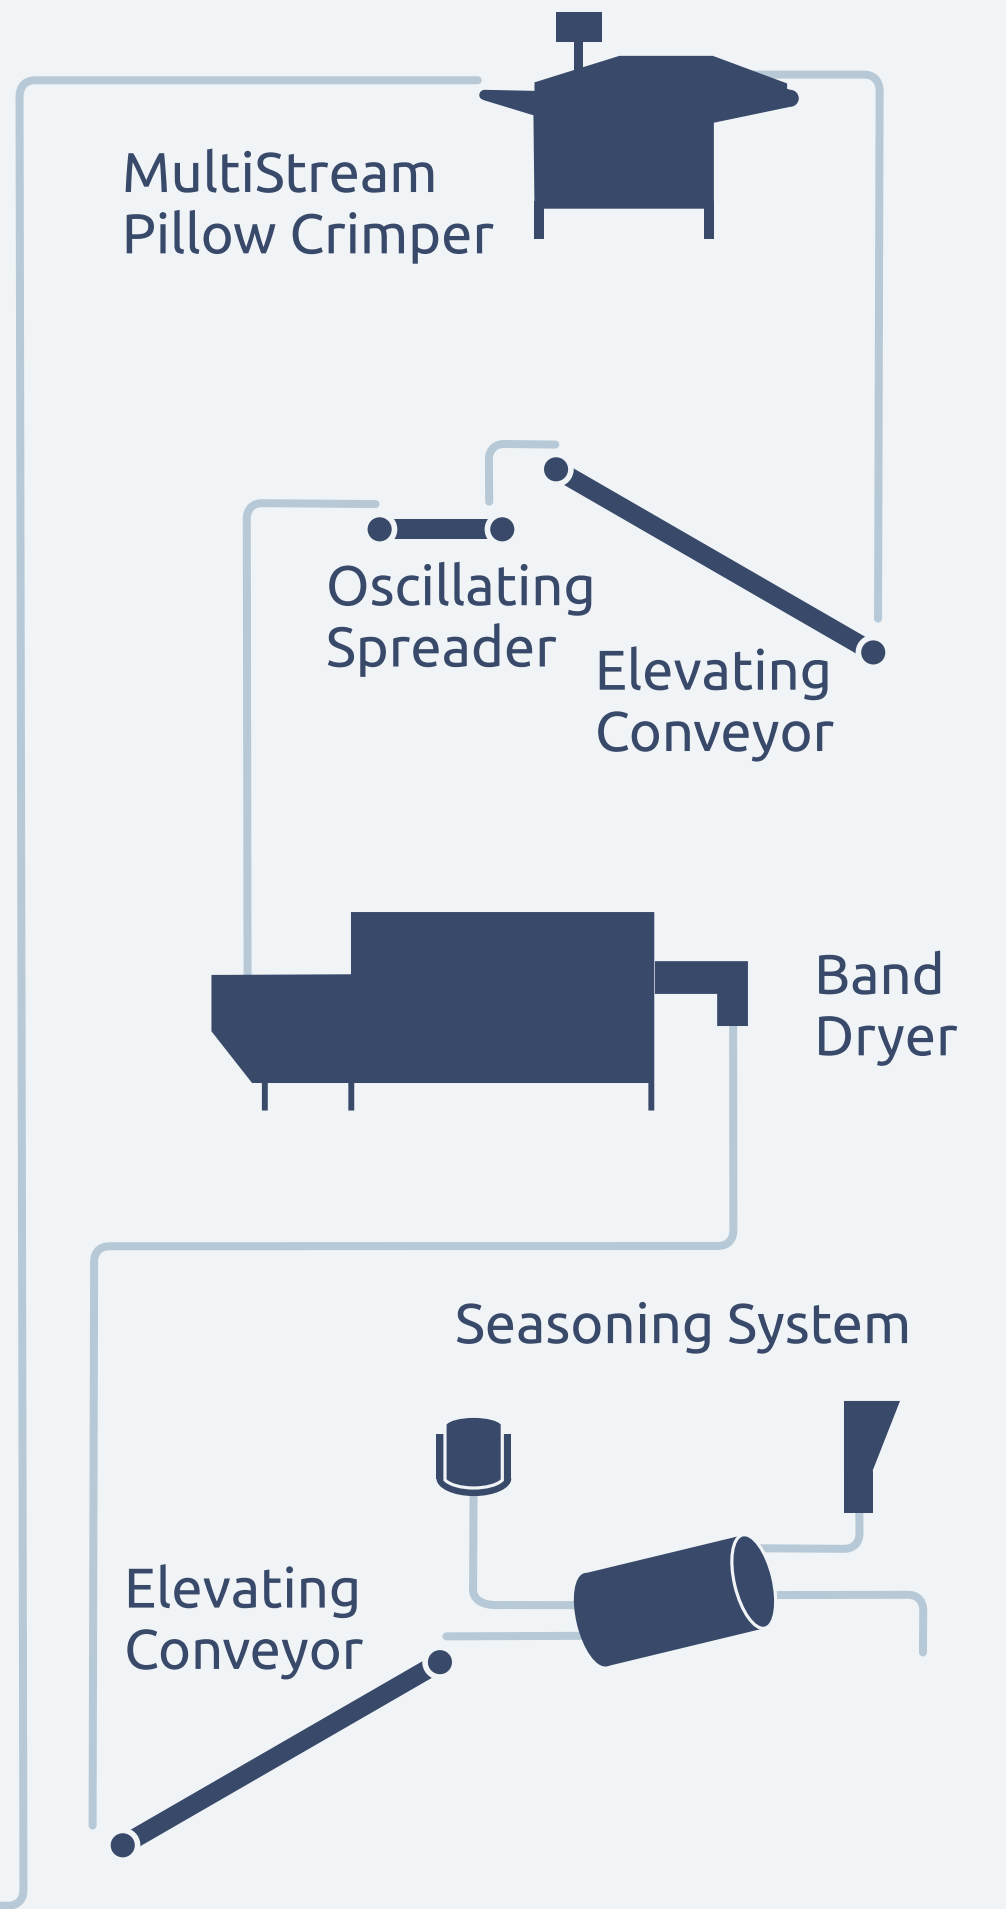 MultiStream
Pillow Crimper
Oscillating
Spreader
Elevating
Conveyor
Band
Dryer
Seasoning System
Elevating
Conveyor